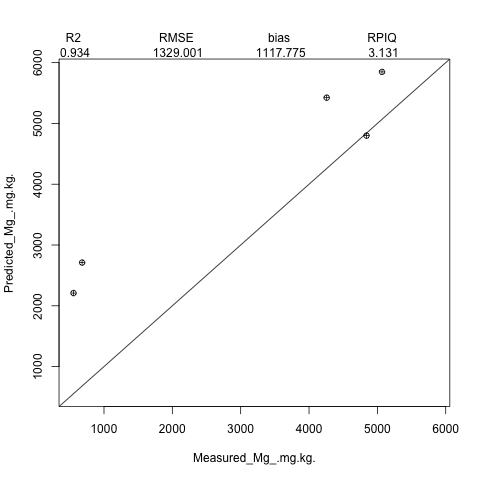 R2 RMSE bias RPIQ
0.934 1329.001 1117.775 3.131
6000
5000
4000
3000
2000
1000
Predicted_Mg_.mg.kg.
1000 2000 3000 4000 5000 6000
Measured_Mg_.mg.kg.